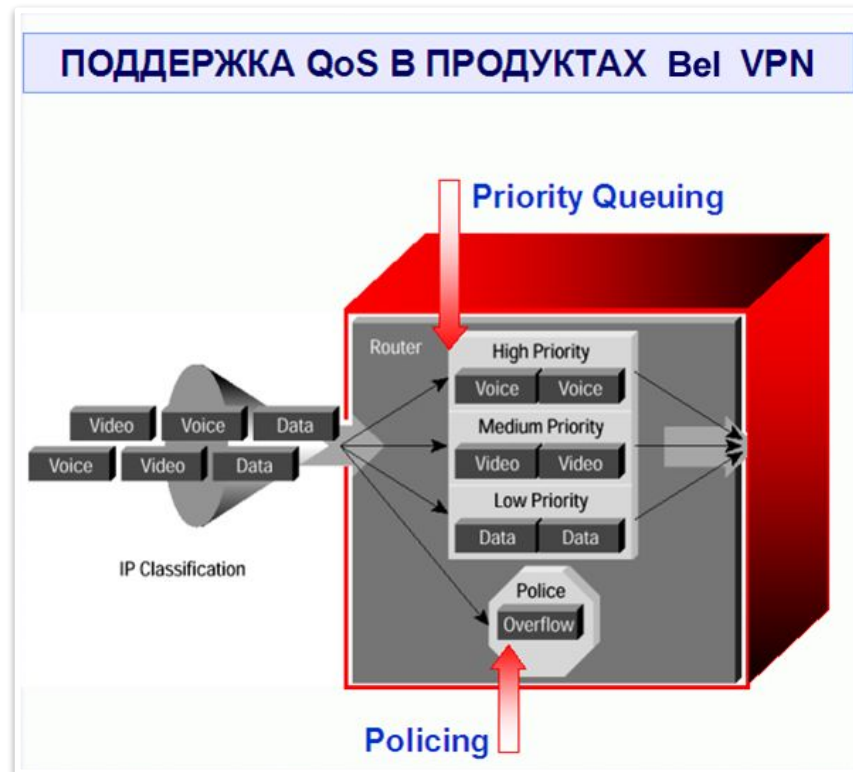 ПОДДЕРЖКА QoS В ПРОДУКТАХ Bel VPN
Priority Queuing
Router
High Priority
Voice Voice
Medium Priority
Video Video
Low Priority
Data Data
Video Voice Data
Voice Video Data
IP Classification
Police
Overflow
Policing